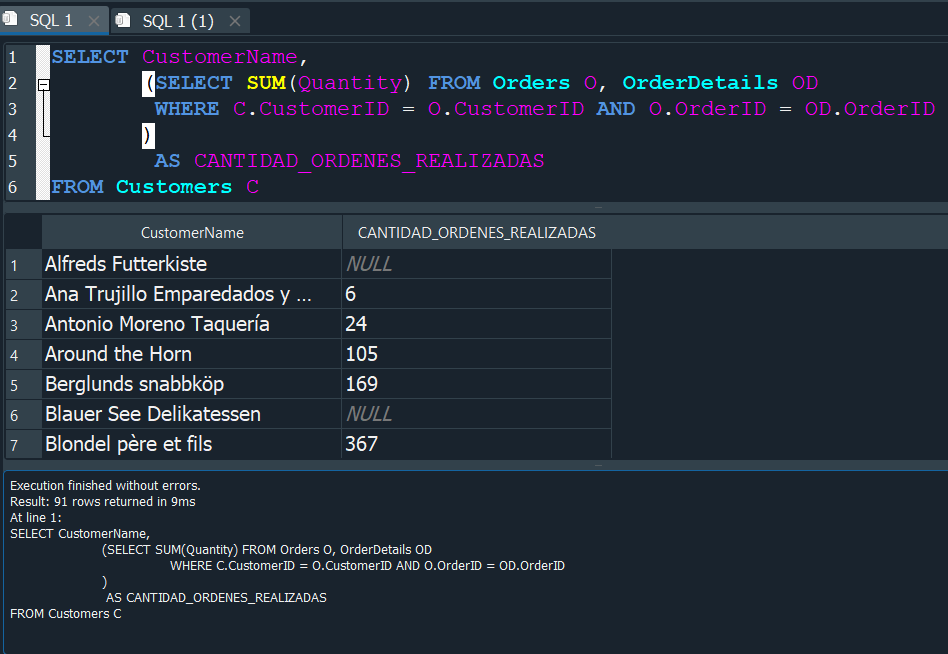 SQL 1
SQL 1 (1)
1 SELECT CustomerName,
2 (SELECT SUM(Quantity) FROM Orders O, OrderDetails OD
3 WHERE C.CustomerID = O.CustomerID AND O.OrderID = OD.OrderID
4 )
5 AS CANTIDAD_ORDENES_REALIZADAS
6 FROM Customers C
CustomerName CANTIDAD_ORDENES_REALIZADAS
1 Alfreds Futterkiste NULL
2 Ana Trujillo Emparedados y ... 6
3 Antonio Moreno Taquería 24
4 Around the Horn 105
5 Berglunds snabbköp 169
6 Blauer See Delikatessen NULL
7 Blondel père et fils 367
Execution finished without errors.
Result: 91 rows returned in 9ms
At line 1:
SELECT CustomerName,
(SELECT SUM(Quantity) FROM Orders O, OrderDetails OD
WHERE C.CustomerID = O.CustomerID AND O.OrderID = OD.OrderID
)
AS CANTIDAD_ORDENES_REALIZADAS
FROM Customers C